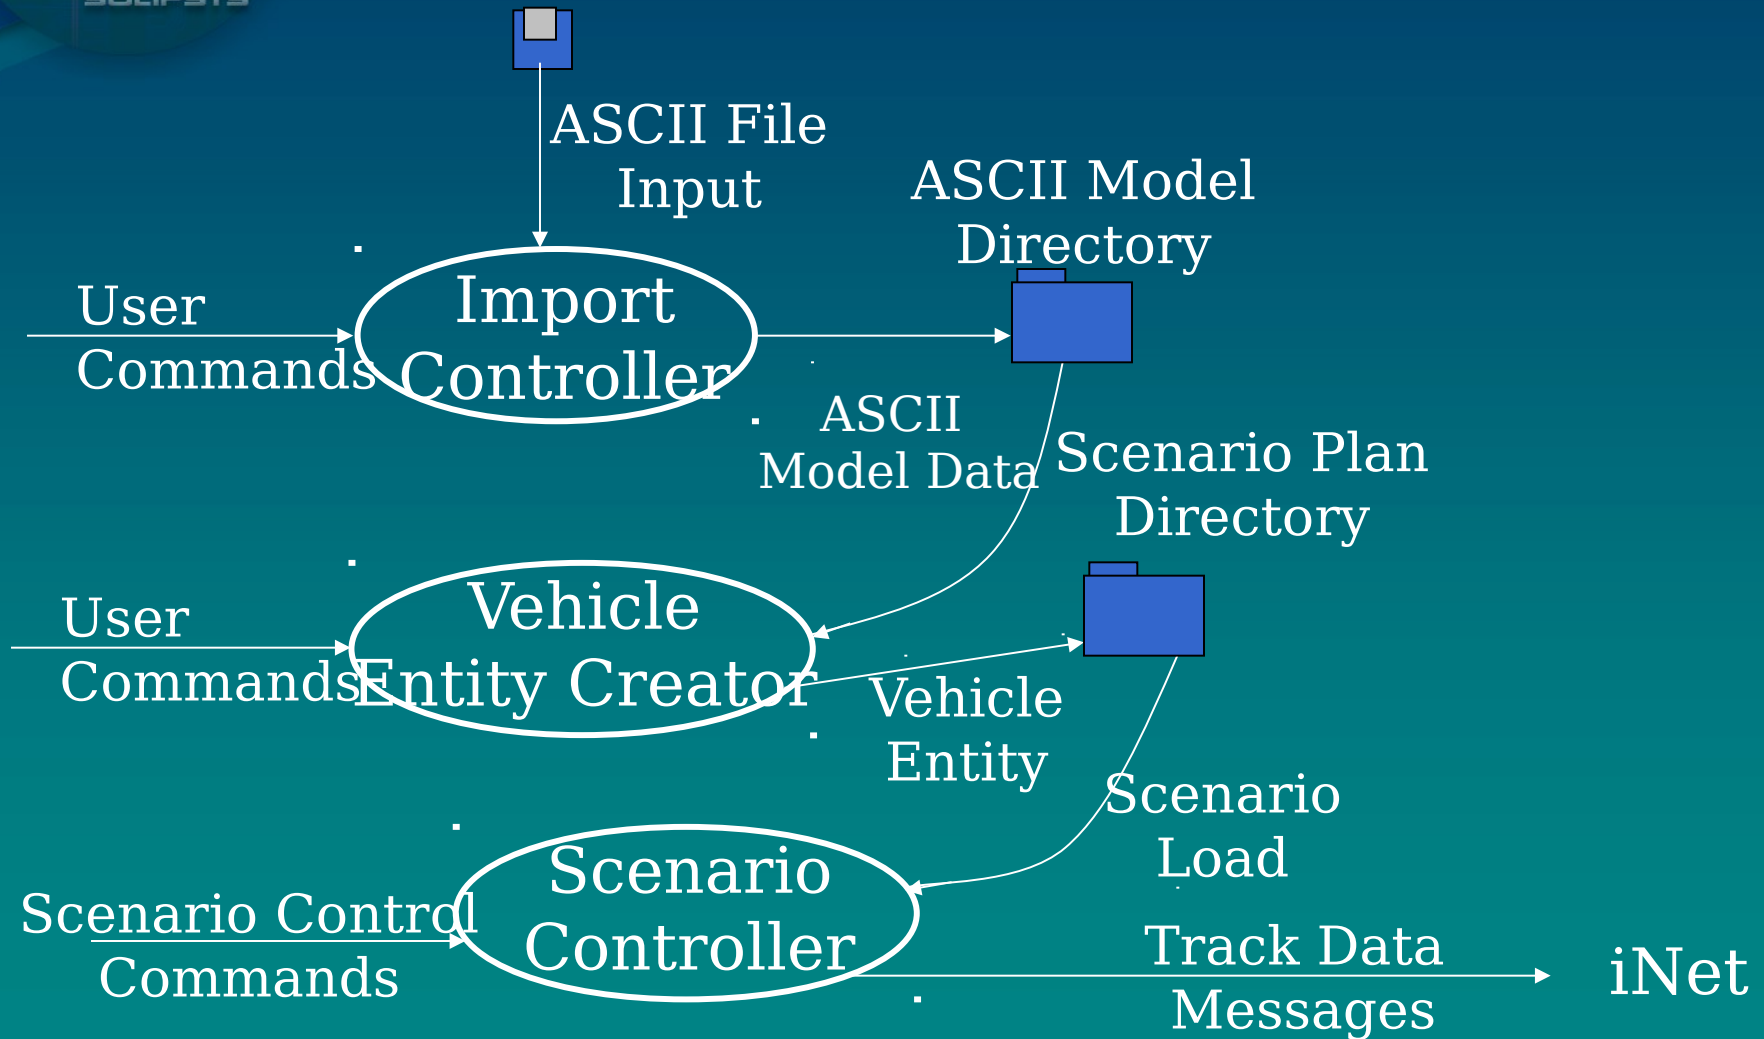 SOLIPSYS
ASCII File
Input
ASCII Model
Directory
User
Commands
Import
Controller
ASCII
Model Data
Scenario Plan
Directory
User
Commands
Vehicle
Entity Creator
Vehicle
Entity
Scenario
Load
Scenario Control
Commands
Scenario
Controller
Track Data
Messages
iNet